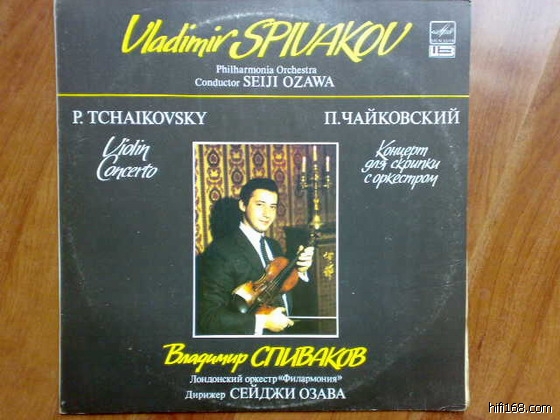 Vladimir SPIVAKOV
Philharmonia Orchestra
Conductor SEIJI OZAWA
P. TCHAIKOVSKY
П.ЧАЙКОВСКИЙ
Violin
Concerto
Концерт
для скрипки
с оркестром
Владимир СПИВАКОВ
Лондонский оркестр «Филармония»
Дирижер СЕЙДЖИ ОЗАВА
hifi168.com